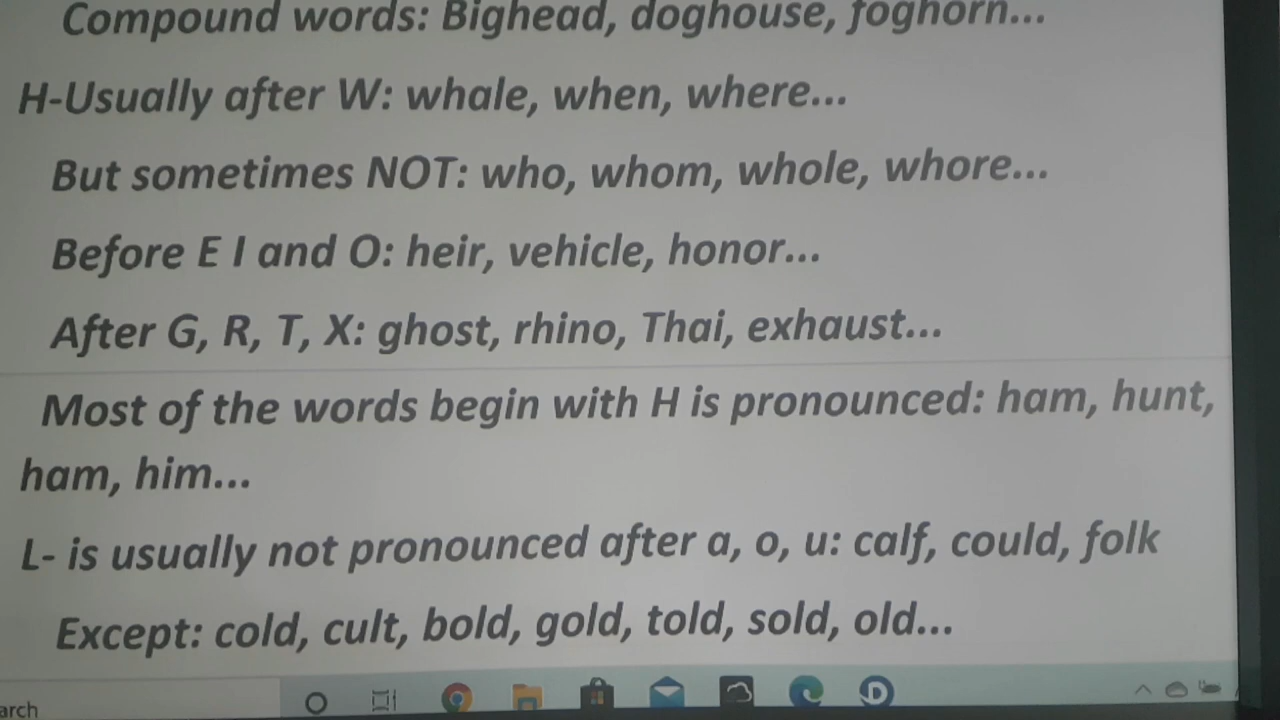 Compound words: Bighead, doghouse, foghorn...
H-Usually after W: whale, when, where...
But sometimes NOT: who, whom, whole, whore...
Before E I and O: heir, vehicle, honor...
After G, R, T, X: ghost, rhino, Thai, exhaust...
Most of the words begin with H is pronounced: ham, hunt,
ham, him...
L- is usually not pronounced after a, o, u: calf, could, folk
Except: cold, cult, bold, gold, told, sold, old...
arch